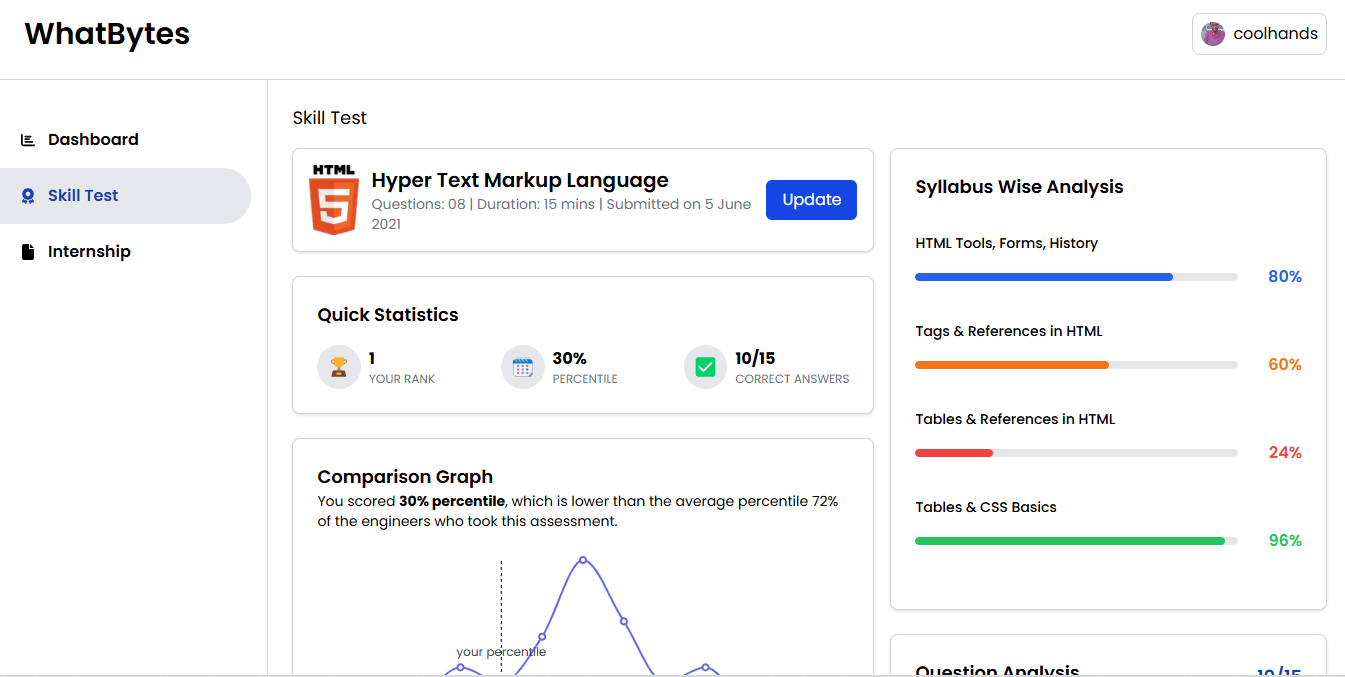 WhatBytes
coolhands
Dashboard
Skill Test
Internship
Skill Test
HTML
5
Hyper Text Markup Language
Questions: 08 | Duration: 15 mins | Submitted on 5 June
2021
Update
Quick Statistics
1
YOUR RANK
30%
PERCENTILE
10/15
CORRECT ANSWERS
Comparison Graph
You scored 30% percentile, which is lower than the average percentile 72%
of the engineers who took this assessment.
your percentile
Syllabus Wise Analysis
HTML Tools, Forms, History
80%
Tags & References in HTML
60%
Tables & References in HTML
24%
Tables & CSS Basics
96%
Question Analysis
10/15